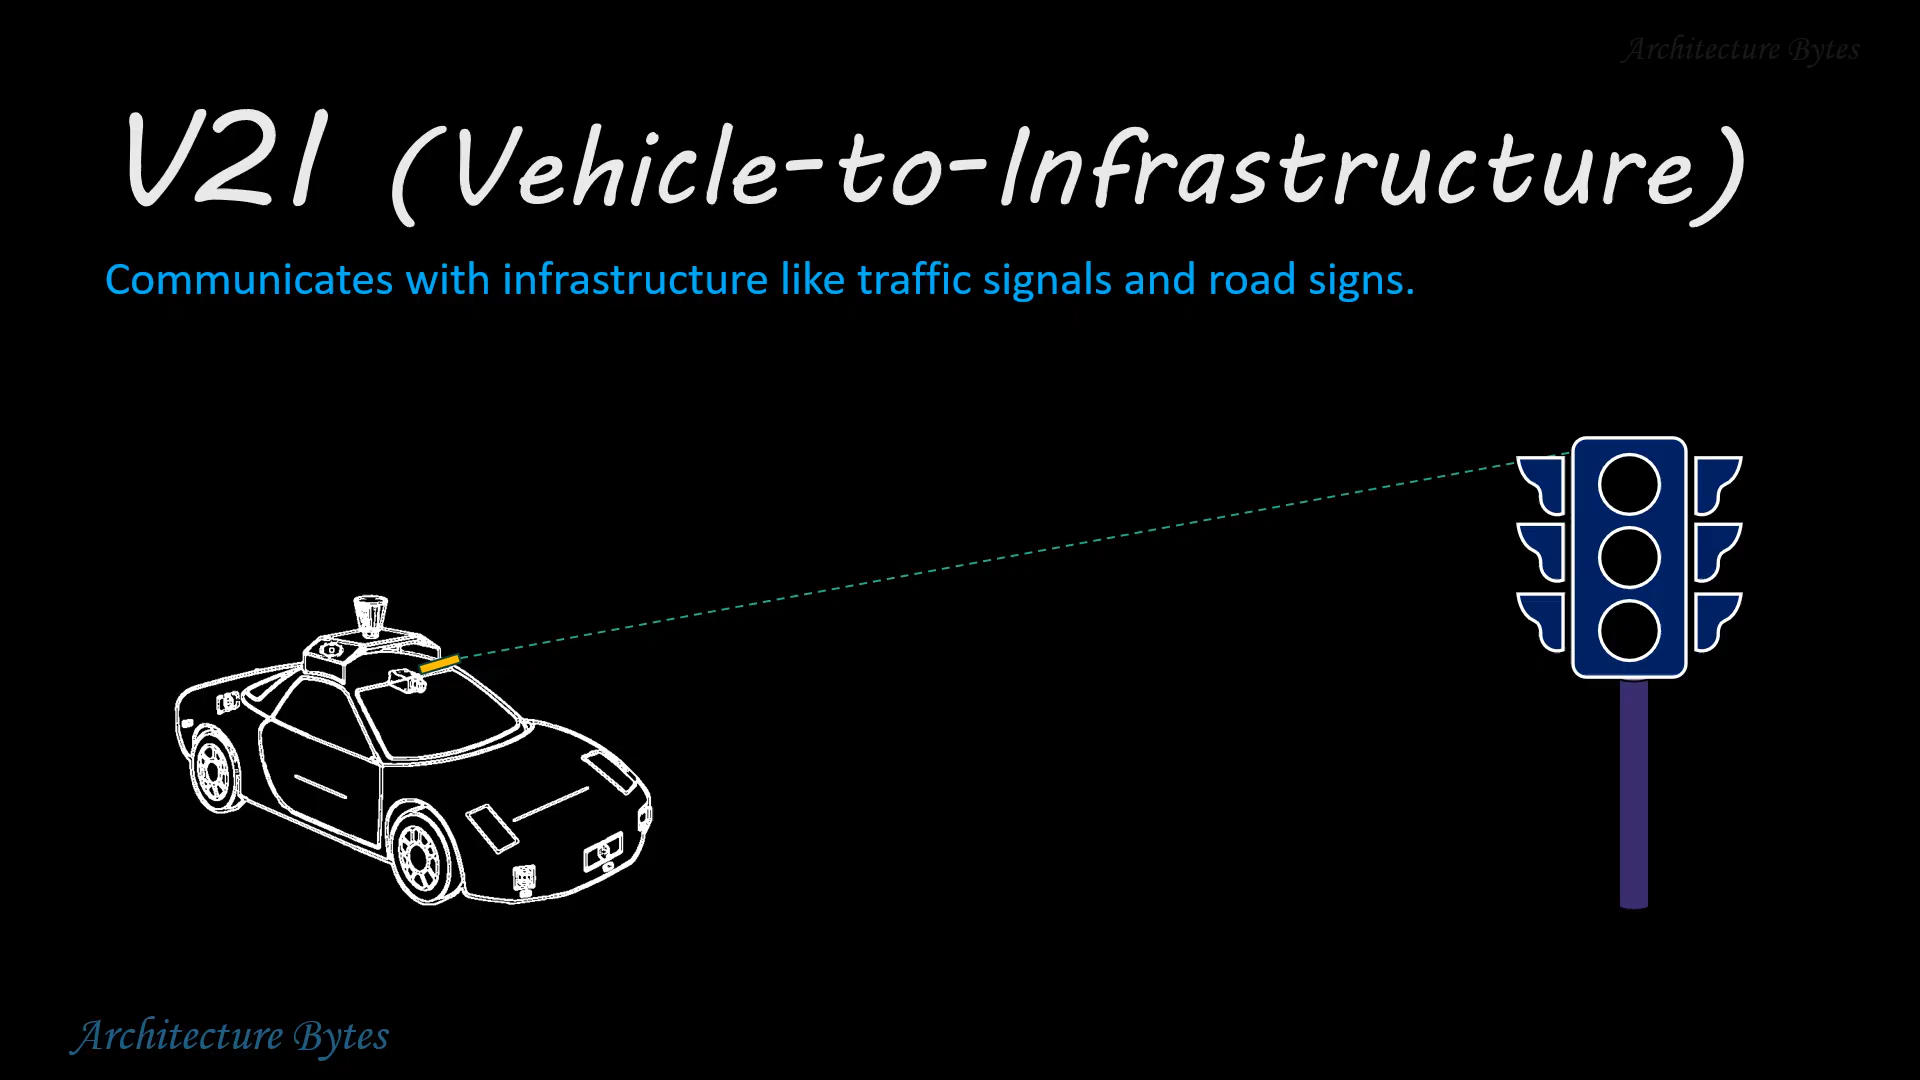 Architecture Bytes
V2I (Vehicle-to-Infrastructure)
Communicates with infrastructure like traffic signals and road signs.
Architecture Bytes